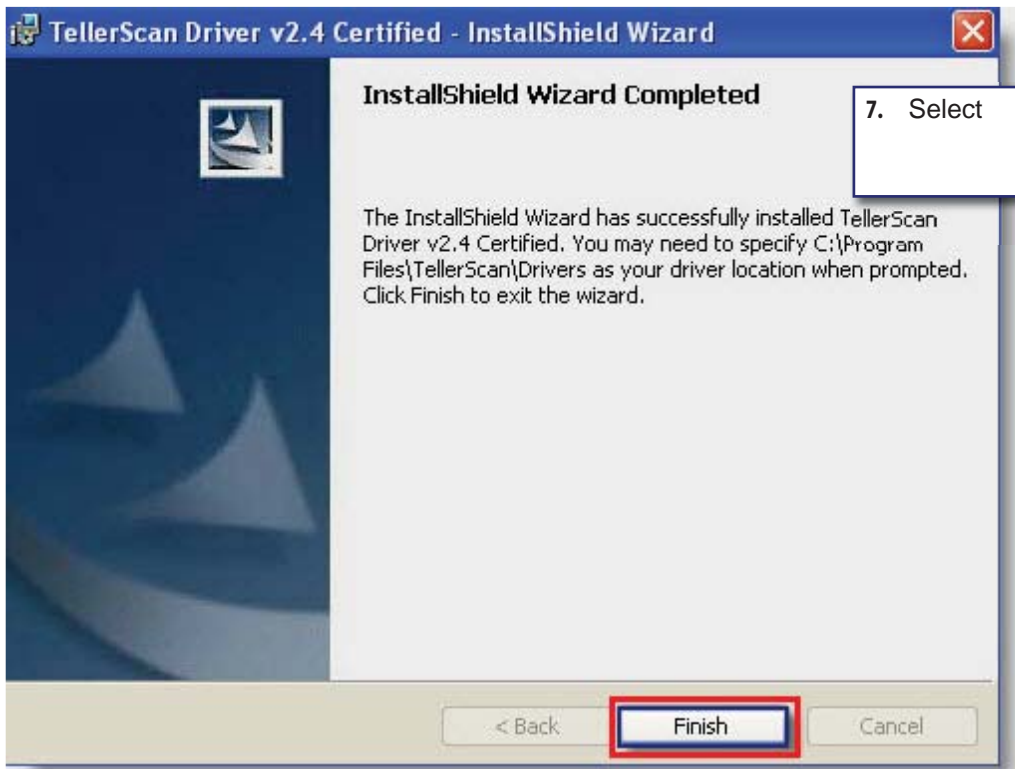 TellerScan Driver v2.4 Certified - InstallShield Wizard
InstallShield Wizard Completed
7. Select
The InstallShield Wizard has successfully installed TellerScan
Driver v2.4 Certified. You may need to specify C:\Program
Files\TellerScan\Drivers as your driver location when prompted.
Click Finish to exit the wizard.
< Back Finish Cancel